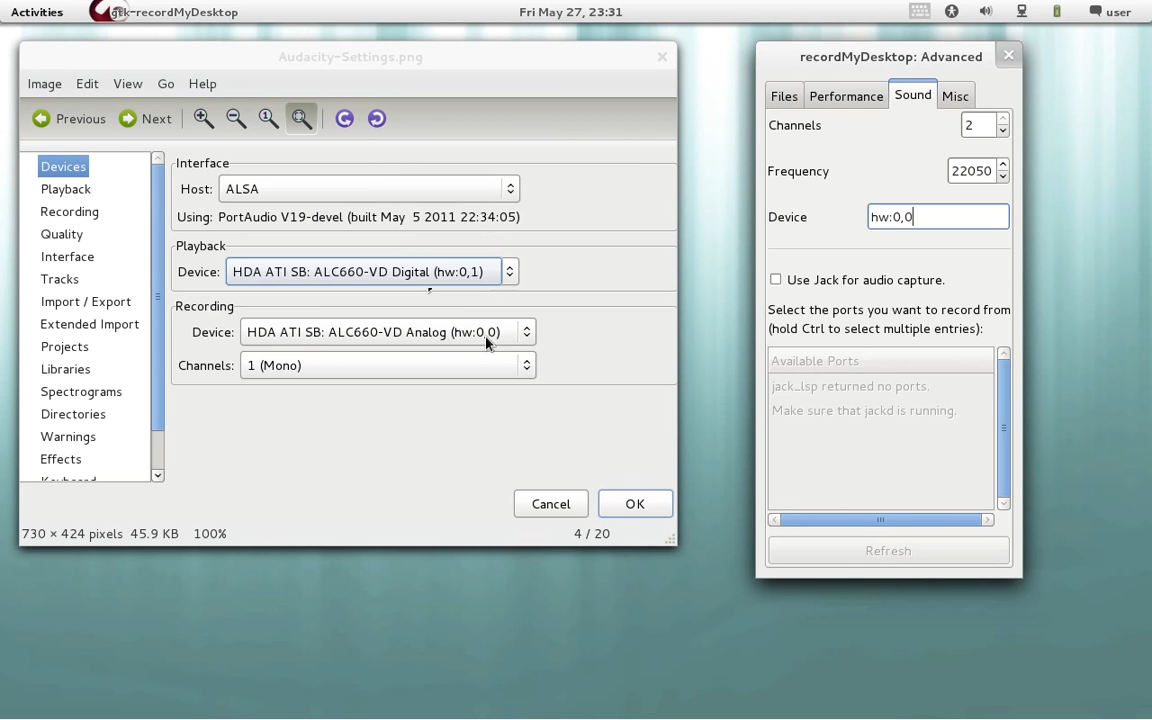 Activities
gtk-recordMyDesktop
Fri May 27, 23:31
user
Audacity-Settings.png
Image Edit View Go Help
Previous Next
Devices
Playback
Recording
Quality
Interface
Tracks
Import / Export
Extended Import
Projects
Libraries
Spectrograms
Directories
Warnings
Effects
Interface
Host: ALSA
Using: PortAudio V19-devel (built May 5 2011 22:34:05)
Playback
Device: HDA ATI SB: ALC660-VD Digital (hw:0,1)
Recording
Device: HDA ATI SB: ALC660-VD Analog (hw:0,0)
Channels: 1 (Mono)
Cancel OK
730 × 424 pixels 45.9 KB 100% 4 / 20
recordMyDesktop: Advanced
Files Performance Sound Misc
Channels 2
Frequency 22050
Device hw:0,0
Use Jack for audio capture.
Select the ports you want to record from
(hold Ctrl to select multiple entries):
Available Ports
jack_lsp returned no ports.
Make sure that jackd is running.
Refresh